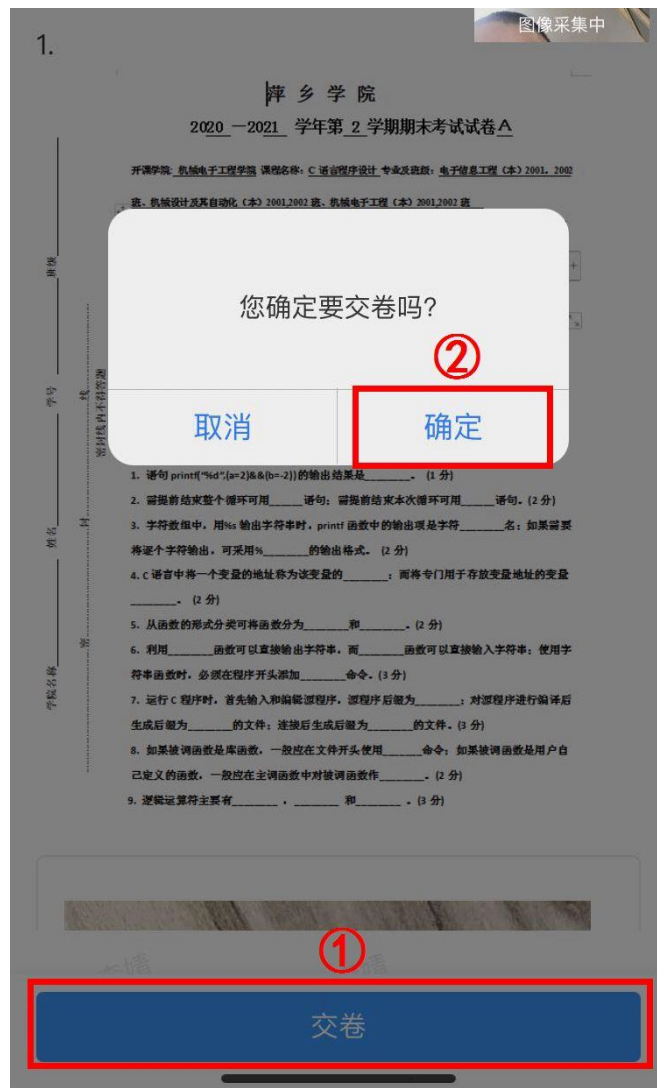 图像采集中
1.
萍 乡 学 院
2020 —2021 学年第 2 学期期末考试试卷 A
开课学院: 机械电子工程学院 课程名称: C 语言程序设计 专业及班级: 电子信息工程（本）2001, 2002
班、机械设计及其自动化（本）2001,2002 班、机械电子工程（本）2001,2002 班
您确定要交卷吗?
②
取消
确定
班级
学号
姓名
学院名称
密封线内不得答题
线
封
密
1. 语句 printf("%d",(a=2)&&(b=-2))的输出结果是________。 (1 分)
2. 需提前结束整个循环可用______语句; 需提前结束本次循环可用______语句。(2 分)
3. 字符数组中，用%s 输出字符串时，printf 函数中的输出项是字符________名; 如果需要
将逐个字符输出，可采用%________的输出格式。 (2 分)
4. C 语言中将一个变量的地址称为该变量的________; 而将专门用于存放变量地址的变量
________。 (2 分)
5. 从函数的形式分类可将函数分为________和________。(2 分)
6. 利用________函数可以直接输出字符串，而________函数可以直接输入字符串; 使用字
符串函数时，必须在程序开头添加________命令。(3 分)
7. 运行 C 程序时，首先输入和编辑源程序，源程序后缀为________; 对源程序进行编译后
生成后缀为________的文件; 连接后生成后缀为________的文件。(3 分)
8. 如果被调函数是库函数，一般应在文件开头使用______命令; 如果被调函数是用户自
己定义的函数，一般应在主调函数中对被调函数作________。(2 分)
9. 逻辑运算符主要有________ ，________ 和________ 。(3 分)
①
交卷